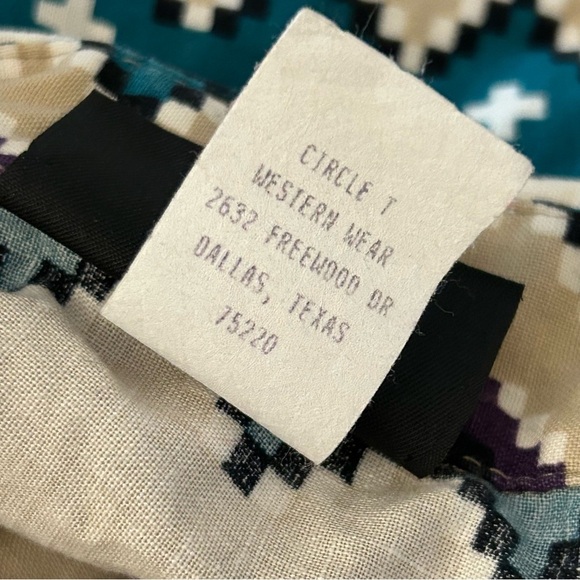 CIRCLE T
WESTERN WEAR
2632 FREEWOOD DR
DALLAS, TEXAS
75220